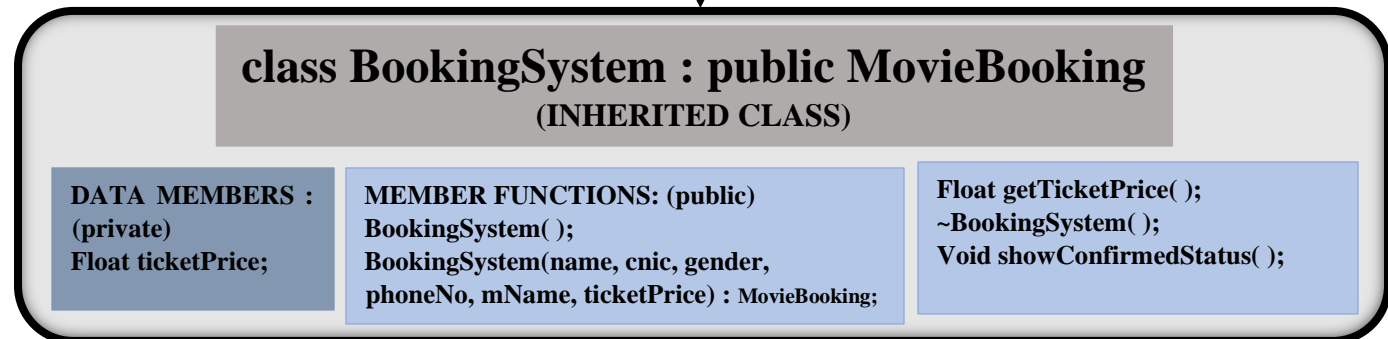 class BookingSystem : public MovieBooking
(INHERITED CLASS)
DATA MEMBERS :
(private)
Float ticketPrice;
MEMBER FUNCTIONS: (public)
BookingSystem( );
BookingSystem(name, cnic, gender,
phoneNo, mName, ticketPrice) : MovieBooking;
Float getTicketPrice( );
~BookingSystem( );
Void showConfirmedStatus( );